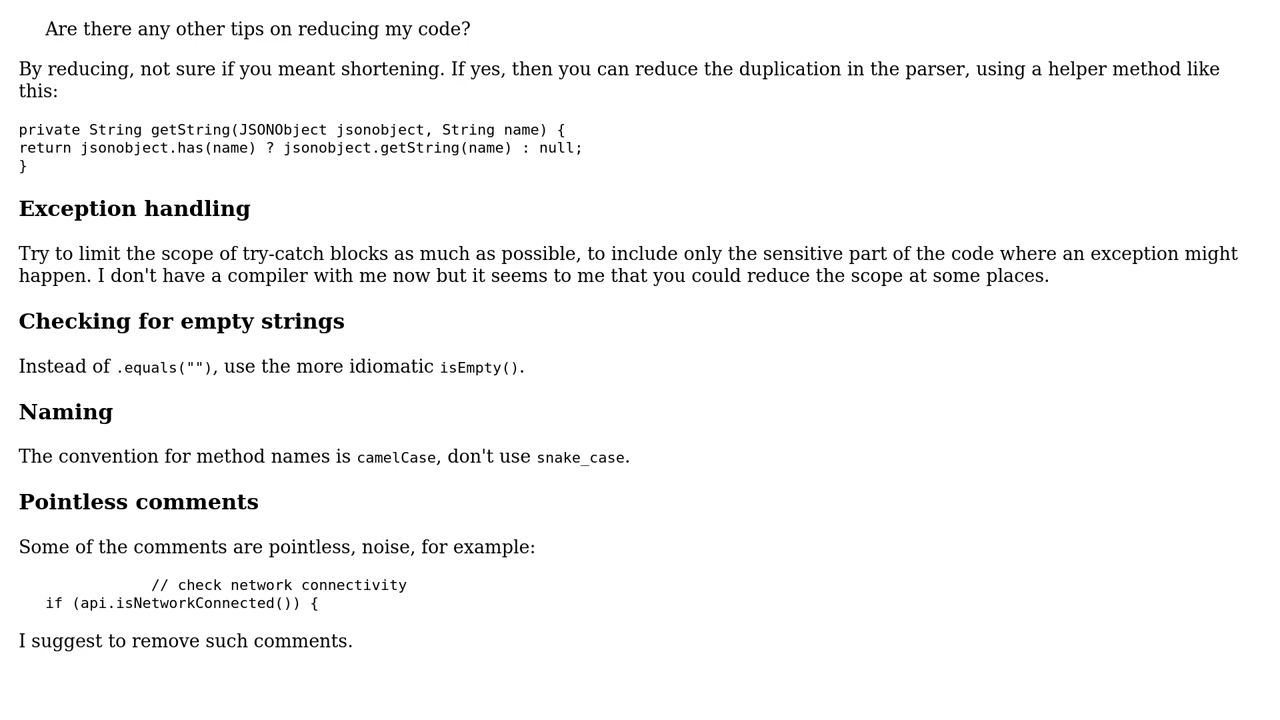 Are there any other tips on reducing my code?
By reducing, not sure if you meant shortening. If yes, then you can reduce the duplication in the parser, using a helper method like
this:
private String getString(JSONObject jsonobject, String name) {
return jsonobject.has(name) ? jsonobject.getString(name) : null;
}
Exception handling
Try to limit the scope of try-catch blocks as much as possible, to include only the sensitive part of the code where an exception might
happen. I don't have a compiler with me now but it seems to me that you could reduce the scope at some places.
Checking for empty strings
Instead of .equals(""), use the more idiomatic isEmpty().
Naming
The convention for method names is camelCase, don't use snake_case.
Pointless comments
Some of the comments are pointless, noise, for example:
// check network connectivity
if (api.isNetworkConnected()) {
I suggest to remove such comments.